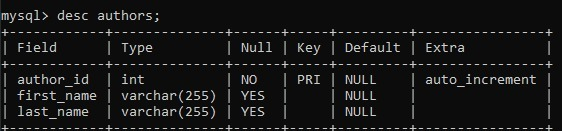 mysql> desc authors;
+------------+--------------+------+-----+---------+----------------+
| Field      | Type         | Null | Key | Default | Extra          |
+------------+--------------+------+-----+---------+----------------+
| author_id  | int          | NO   | PRI | NULL    | auto_increment |
| first_name | varchar(255) | YES  |     | NULL    |                |
| last_name  | varchar(255) | YES  |     | NULL    |                |
+------------+--------------+------+-----+---------+----------------+